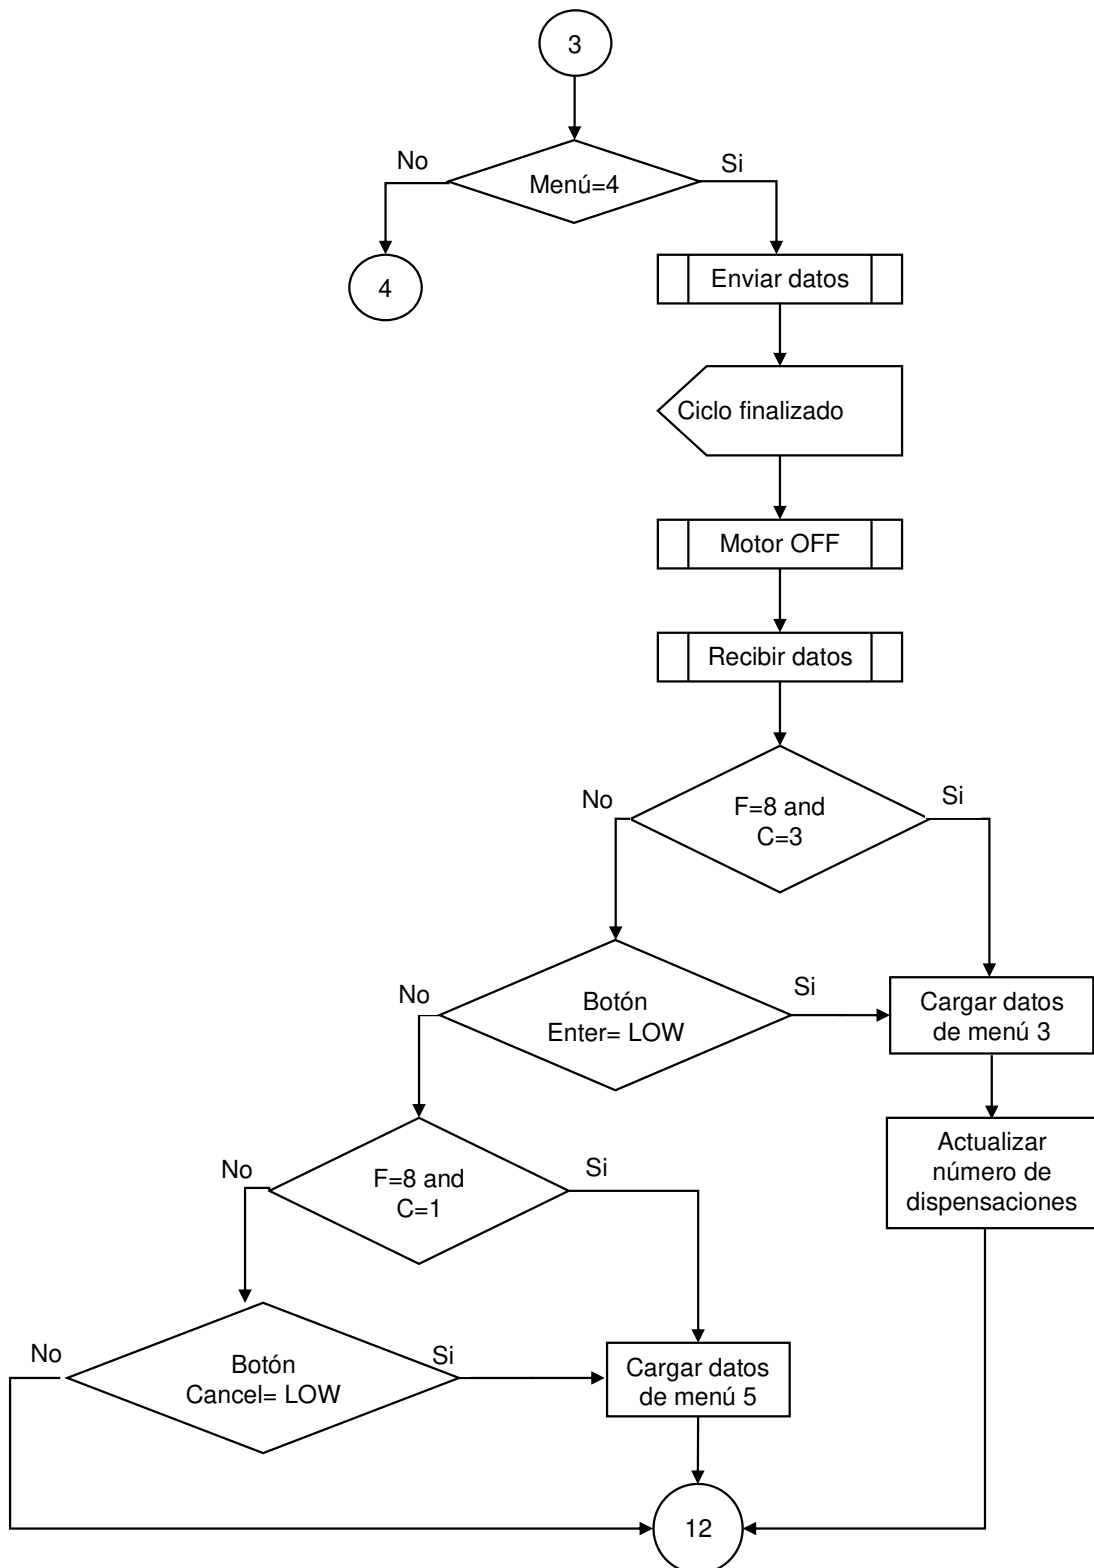 3
No
Si
Menú=4
4
Enviar datos
Ciclo finalizado
Motor OFF
Recibir datos
No
Si
F=8 and
C=3
No
Si
Botón
Enter= LOW
Cargar datos
de menú 3
No
Si
F=8 and
C=1
Actualizar
número de
dispensaciones
No
Si
Botón
Cancel= LOW
Cargar datos
de menú 5
12